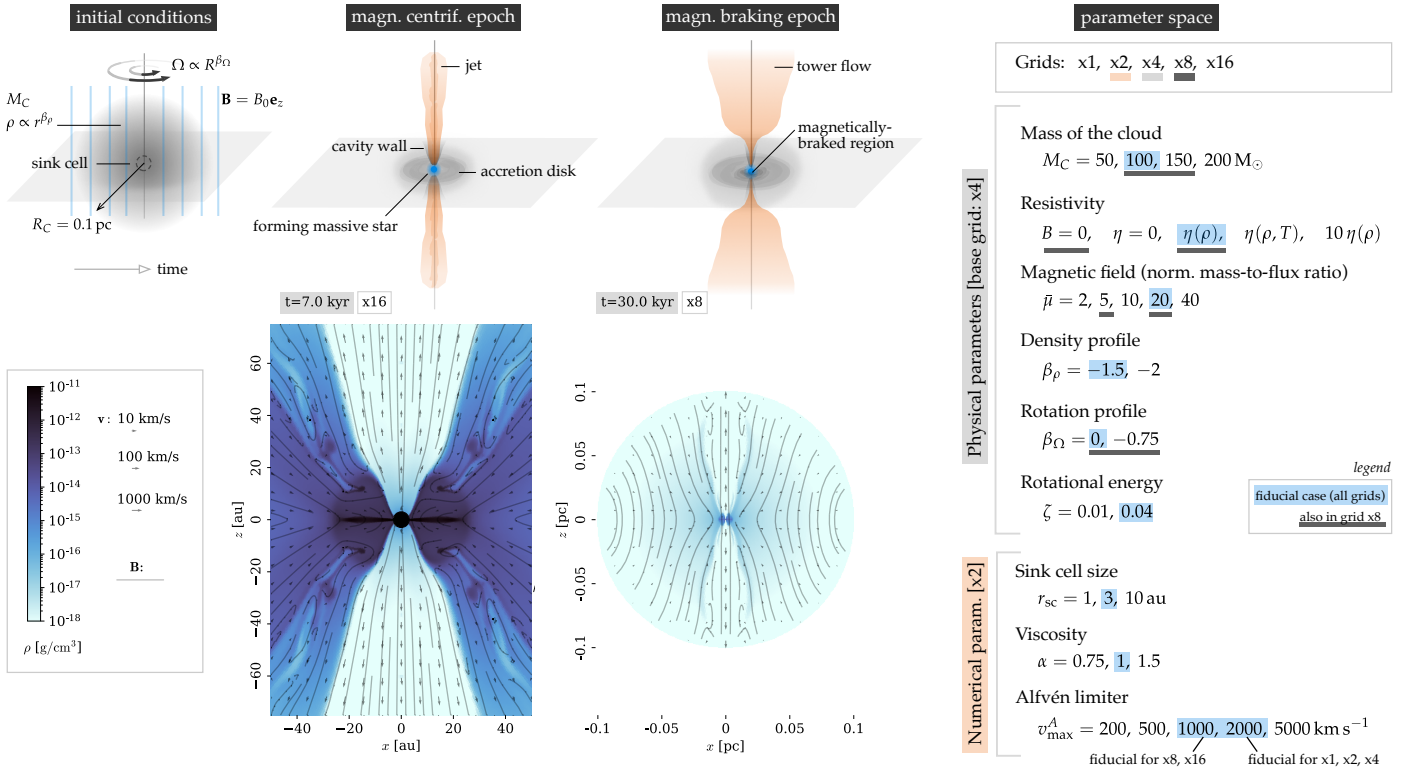 initial conditions
magn. centrif. epoch
magn. braking epoch
parameter space
Ω ∝ R^{β_Ω}
M_C
ρ ∝ r^{β_ρ}
B = B₀e_z
sink cell
R_C = 0.1 pc
time
jet
cavity wall
accretion disk
forming massive star
tower flow
magnetically-
braked region
t=7.0 kyr x16
t=30.0 kyr x8
10⁻¹¹
10⁻¹²
10⁻¹³
10⁻¹⁴
10⁻¹⁵
10⁻¹⁶
10⁻¹⁷
10⁻¹⁸
ρ [g/cm³]
v: 10 km/s
100 km/s
1000 km/s
B:
z [au]
60
40
20
0
−20
−40
−60
−40 −20 0 20 40
x [au]
z [pc]
0.1
0.05
0
-0.05
-0.1
-0.1 -0.05 0 0.05 0.1
x [pc]
Grids: x1, x2, x4, x8, x16
Physical parameters [base grid: x4]
Mass of the cloud
M_C = 50, 100, 150, 200 M_⊙
Resistivity
B = 0, η = 0, η(ρ), η(ρ, T), 10 η(ρ)
Magnetic field (norm. mass-to-flux ratio)
μ̄ = 2, 5, 10, 20, 40
Density profile
β_ρ = −1.5, −2
Rotation profile
β_Ω = 0, −0.75
Rotational energy
ζ = 0.01, 0.04
legend
fiducial case (all grids)
also in grid x8
Numerical param. [x2]
Sink cell size
r_sc = 1, 3, 10 au
Viscosity
α = 0.75, 1, 1.5
Alfvén limiter
v^A_max = 200, 500, 1000, 2000, 5000 km s⁻¹
fiducial for x8, x16
fiducial for x1, x2, x4